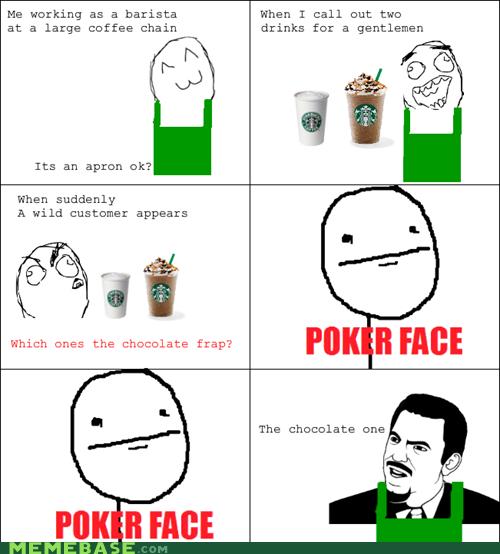 Me working as a barista
at a large coffee chain
Its an apron ok?
When I call out two
drinks for a gentlemen
When suddenly
A wild customer appears
Which ones the chocolate frap?
POKER FACE
POKER FACE
The chocolate one
MEMEBASE.COM